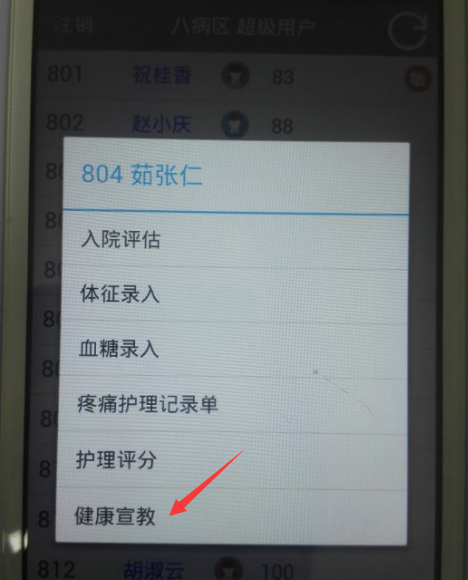 注销 八病区 超级用户
801 祝桂香 83
802 赵小庆 88
804 茹张仁
入院评估
体征录入
血糖录入
疼痛护理记录单
护理评分
健康宣教
812 胡淑云 100